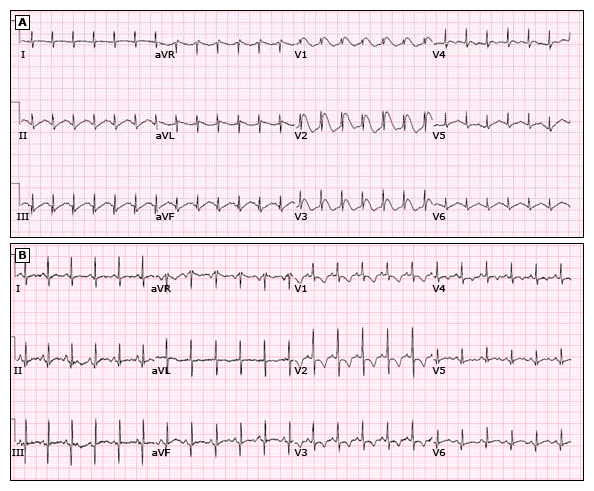 A
I aVR V1 V4
II aVL V2 V5
III aVF V3 V6
B
I aVR V1 V4
II aVL V2 V5
III aVF V3 V6